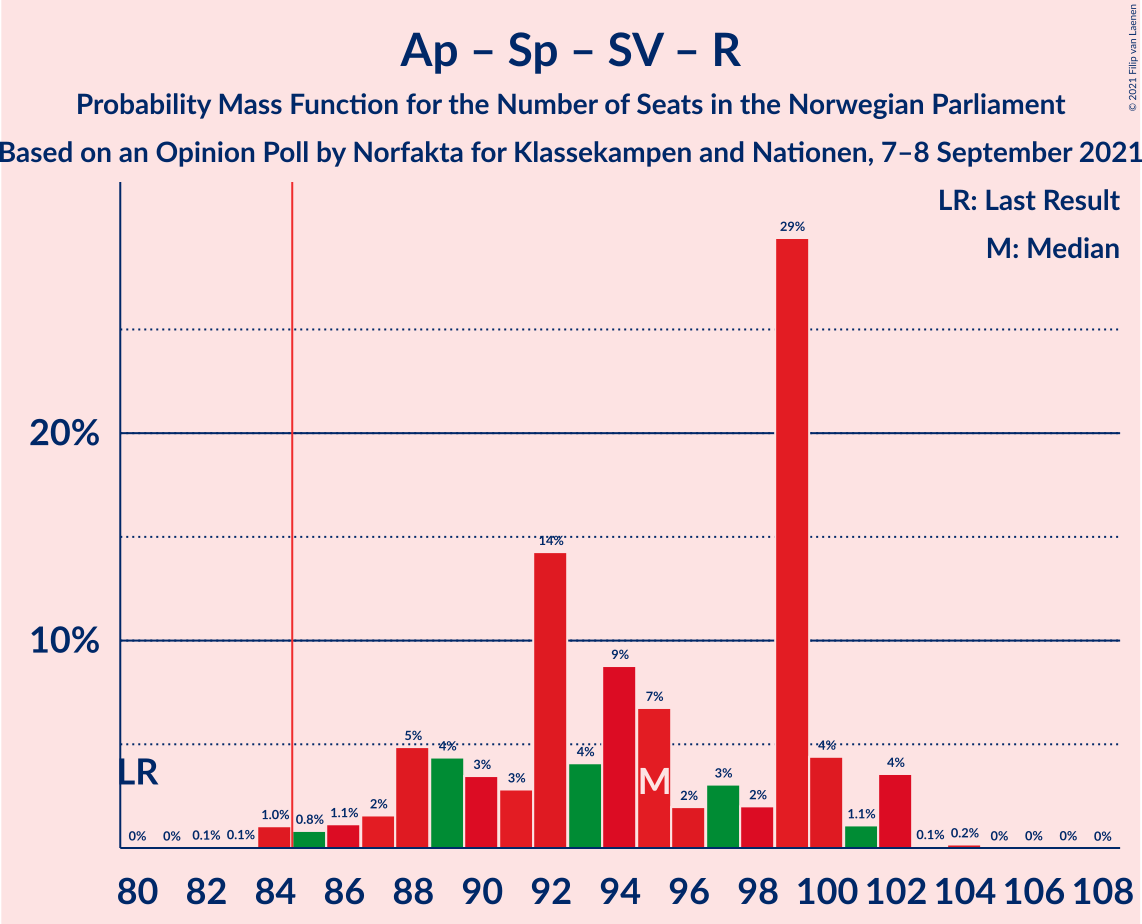 Ap – Sp – SV – R
Probability Mass Function for the Number of Seats in the Norwegian Parliament
Based on an Opinion Poll by Norfakta for Klassekampen and Nationen, 7–8 September 2021
© 2021 Filip van Laenen
LR: Last Result
M: Median
20%
10%
LR
M
0% 0% 0.1% 0.1% 1.0% 0.8% 1.1% 2% 5% 4% 3% 3% 14% 4% 9% 7% 2% 3% 2% 29% 4% 1.1% 4% 0.1% 0.2% 0% 0% 0% 0%
80 82 84 86 88 90 92 94 96 98 100 102 104 106 108